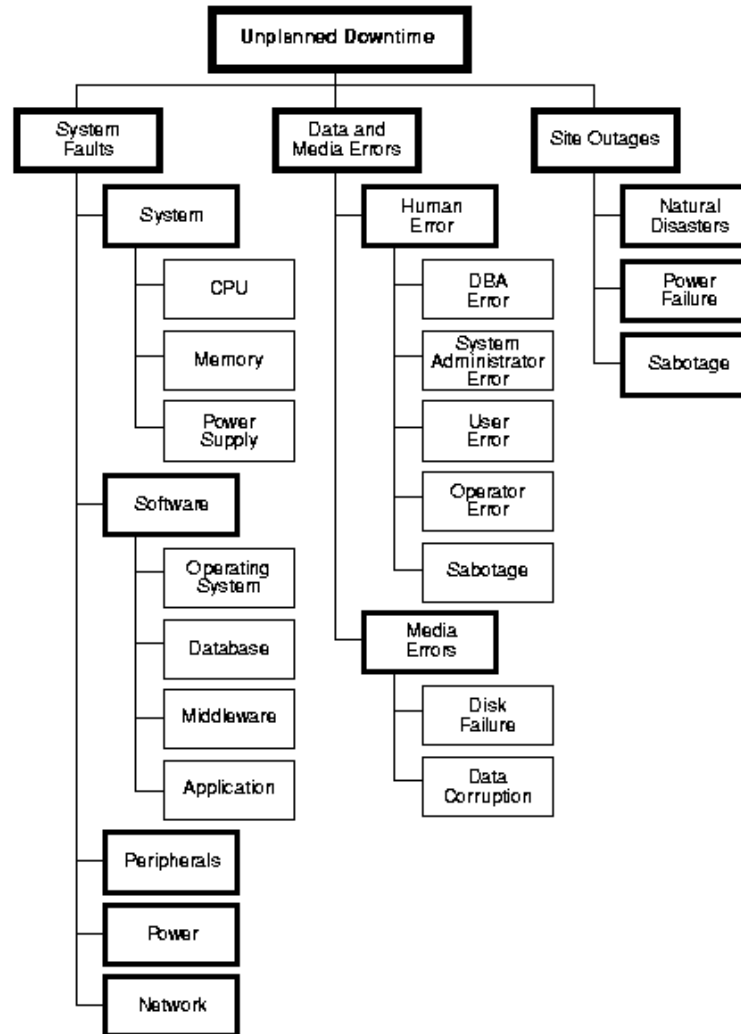 Unplanned Downtime
System
Faults
Data and
Media Errors
Site Outages
System
CPU
Memory
Power
Supply
Software
Operating
System
Database
Middleware
Application
Peripherals
Power
Network
Human
Error
DBA
Error
System
Administrator
Error
User
Error
Operator
Error
Sabotage
Media
Errors
Disk
Failure
Data
Corruption
Natural
Disasters
Power
Failure
Sabotage